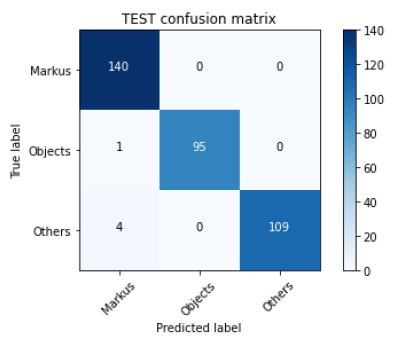 TEST confusion matrix
True label
Markus 140 0 0
Objects 1 95 0
Others 4 0 109
Markus Objects Others
Predicted label
140
120
100
80
60
40
20
0